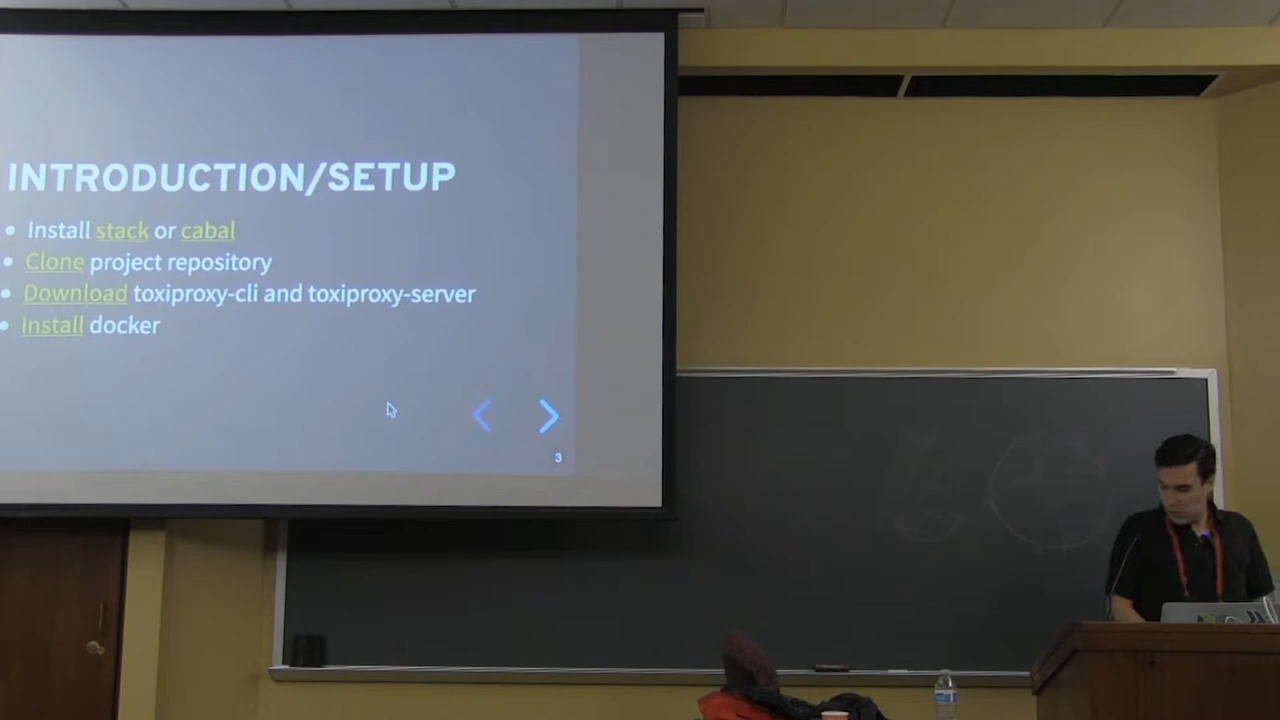 INTRODUCTION/SETUP
• Install stack or cabal
• Clone project repository
• Download toxiproxy-cli and toxiproxy-server
• Install docker
3